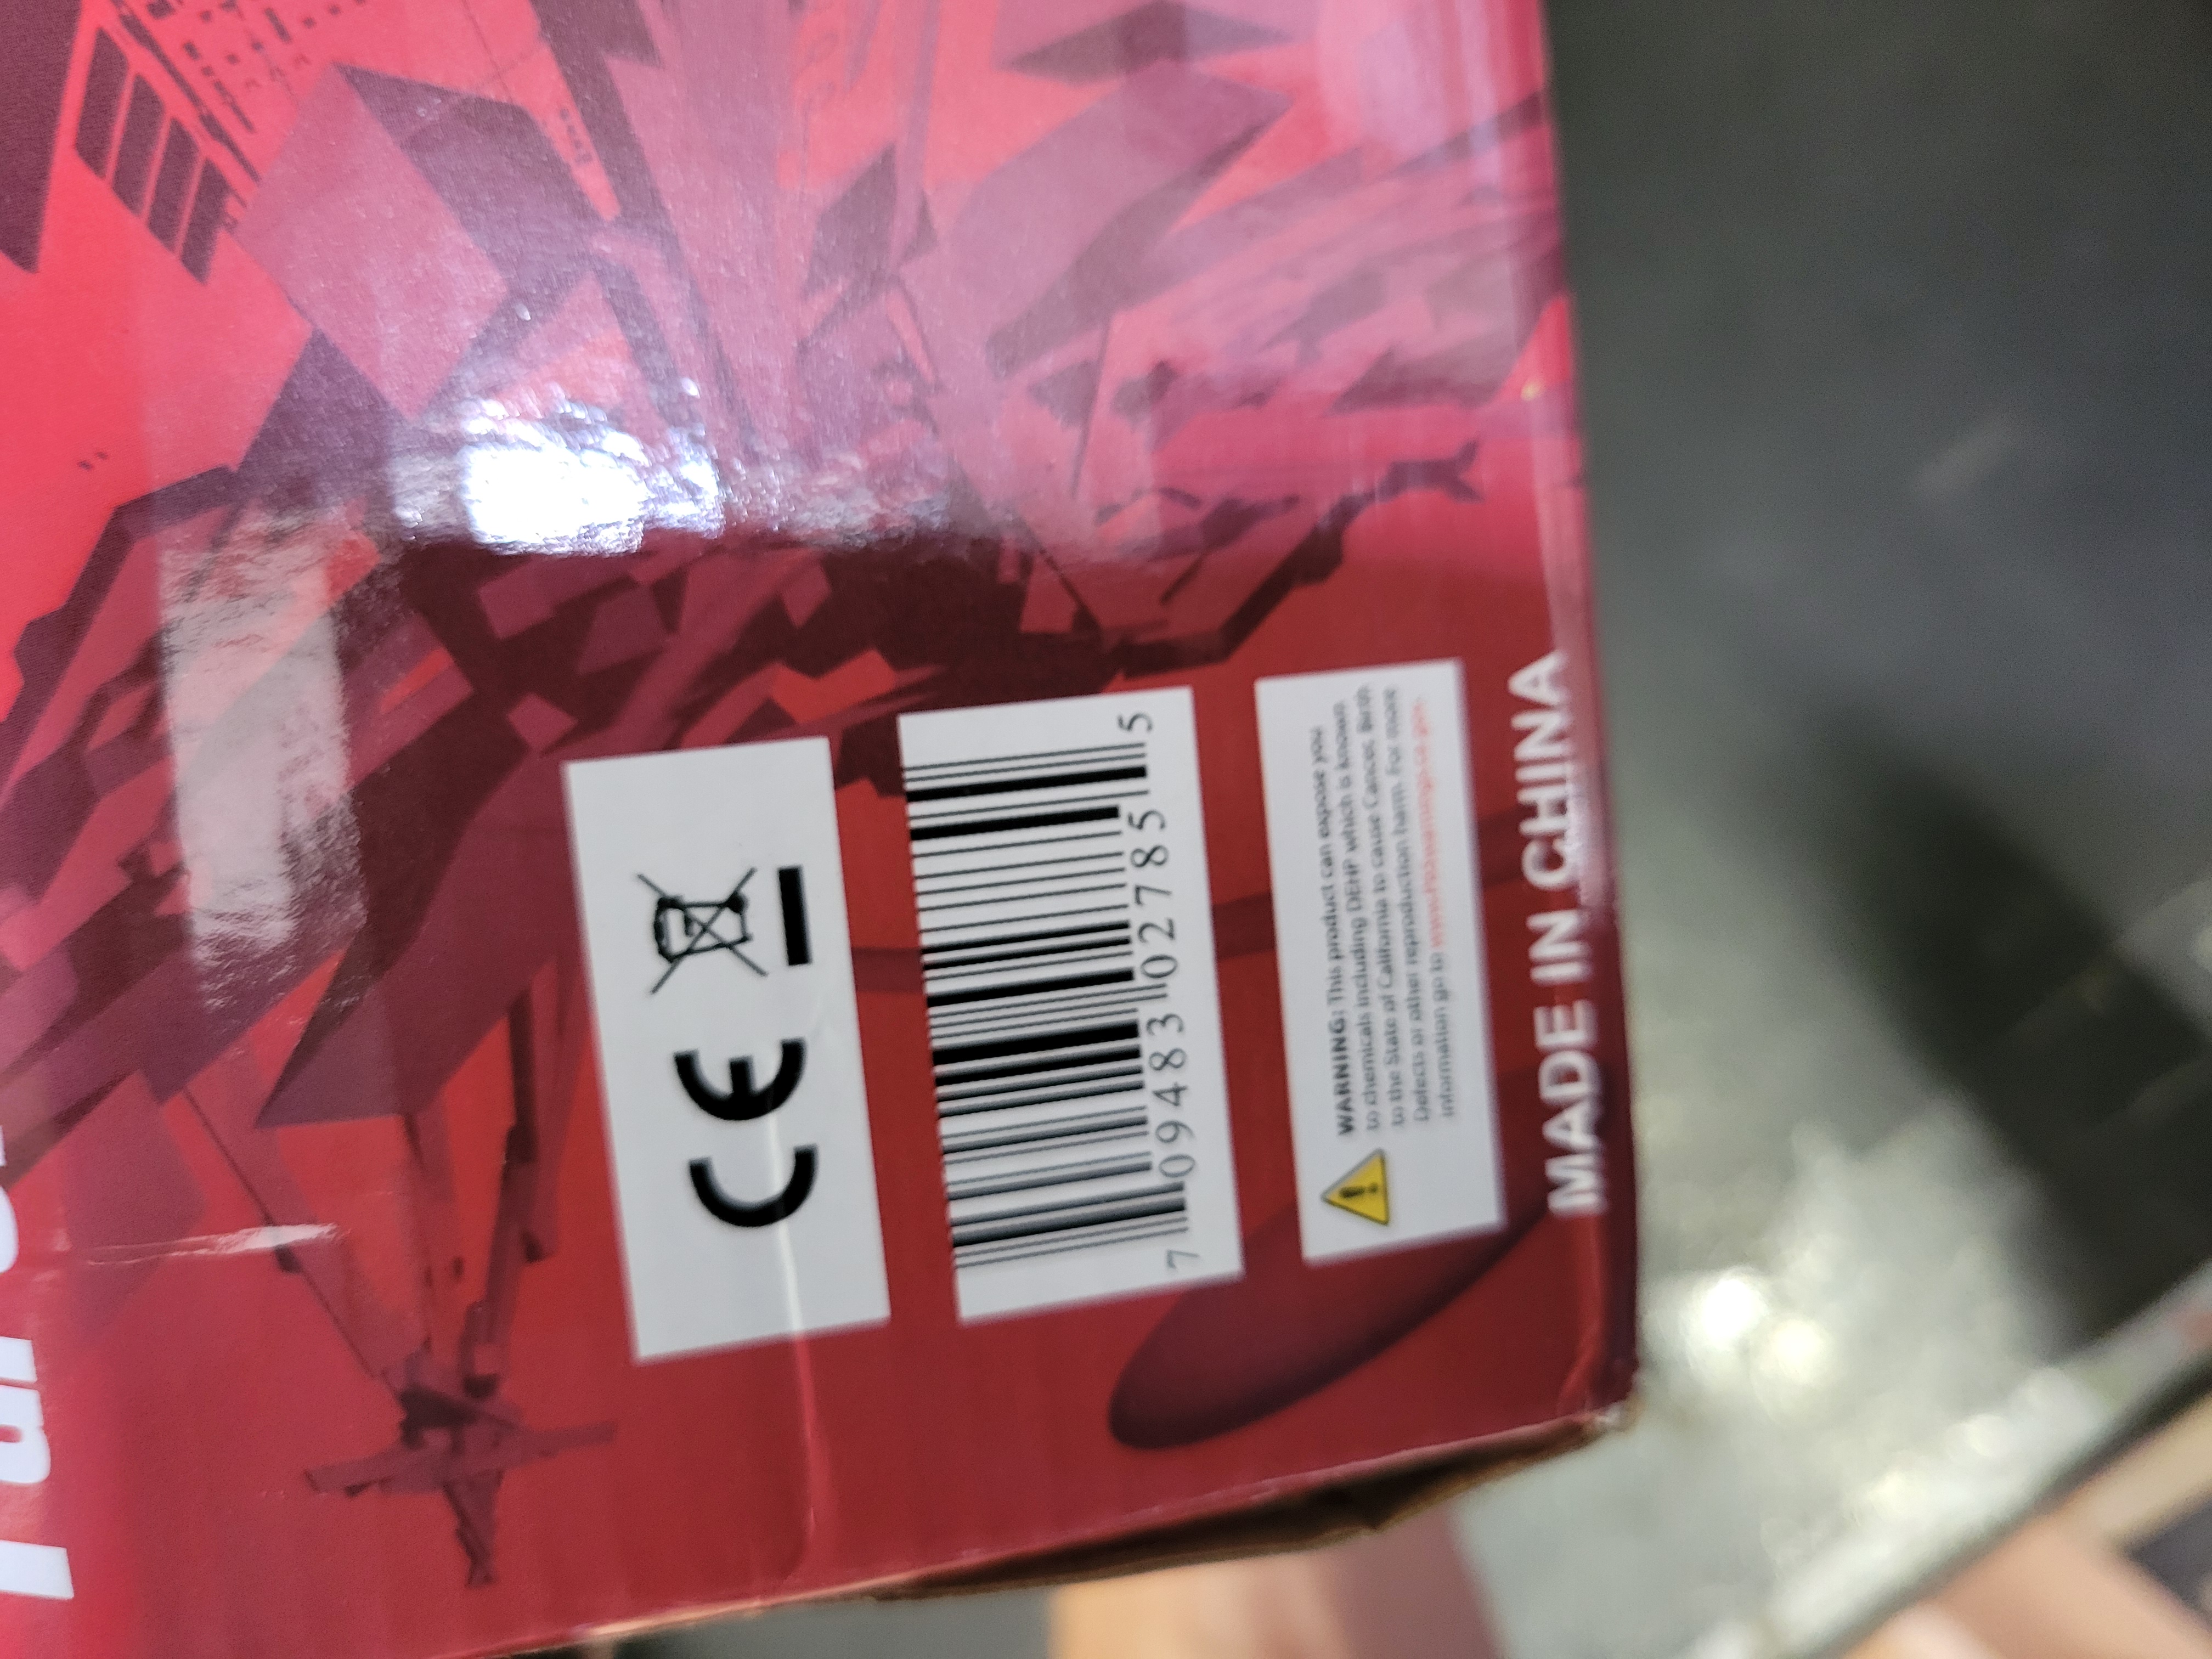 CE
7 09483 02785 5
WARNING: This product can expose you
to chemicals including DEHP which is known
to the State of California to cause Cancer, Birth
Defects or other reproduction harm. For more
information go to
MADE IN CHINA